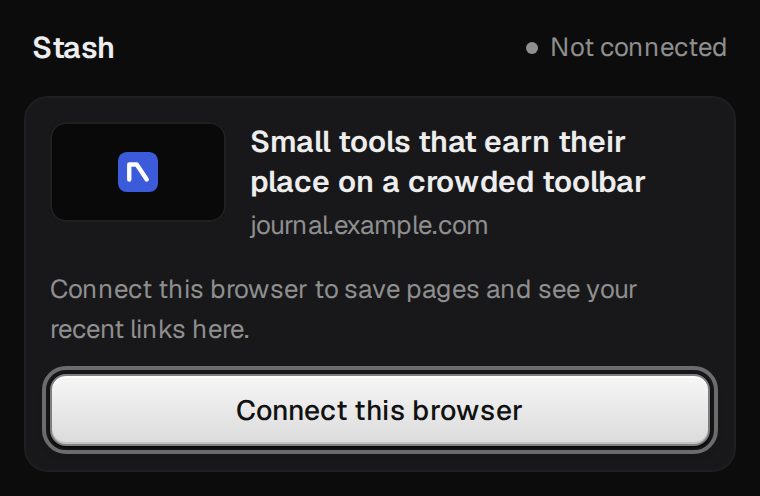 Stash
Not connected
Small tools that earn their
place on a crowded toolbar
journal.example.com
Connect this browser to save pages and see your
recent links here.
Connect this browser